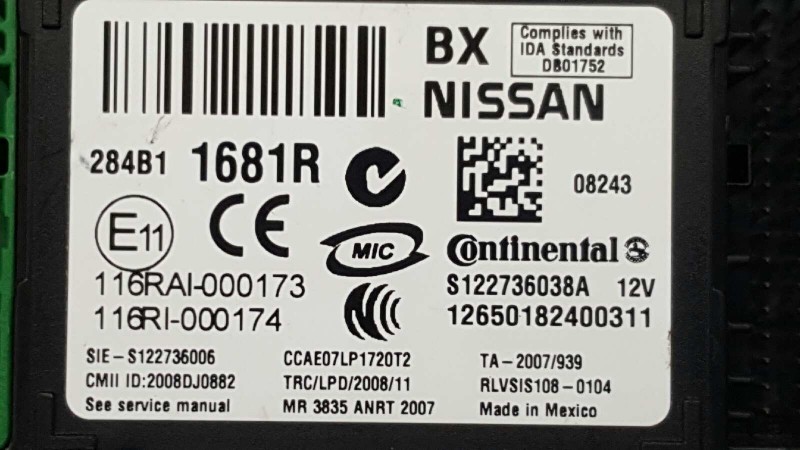 BX
Complies with
IDA Standards
DB01752
NISSAN
284B1 1681R
08243
E11
CE
MIC
Continental
116RAI-000173
S122736038A 12V
116RI-000174
12650182400311
SIE-S122736006 CCAE07LP1720T2 TA-2007/939
CMII ID:2008DJ0882 TRC/LPD/2008/11 RLVSIS108-0104
See service manual MR 3835 ANRT 2007 Made in Mexico